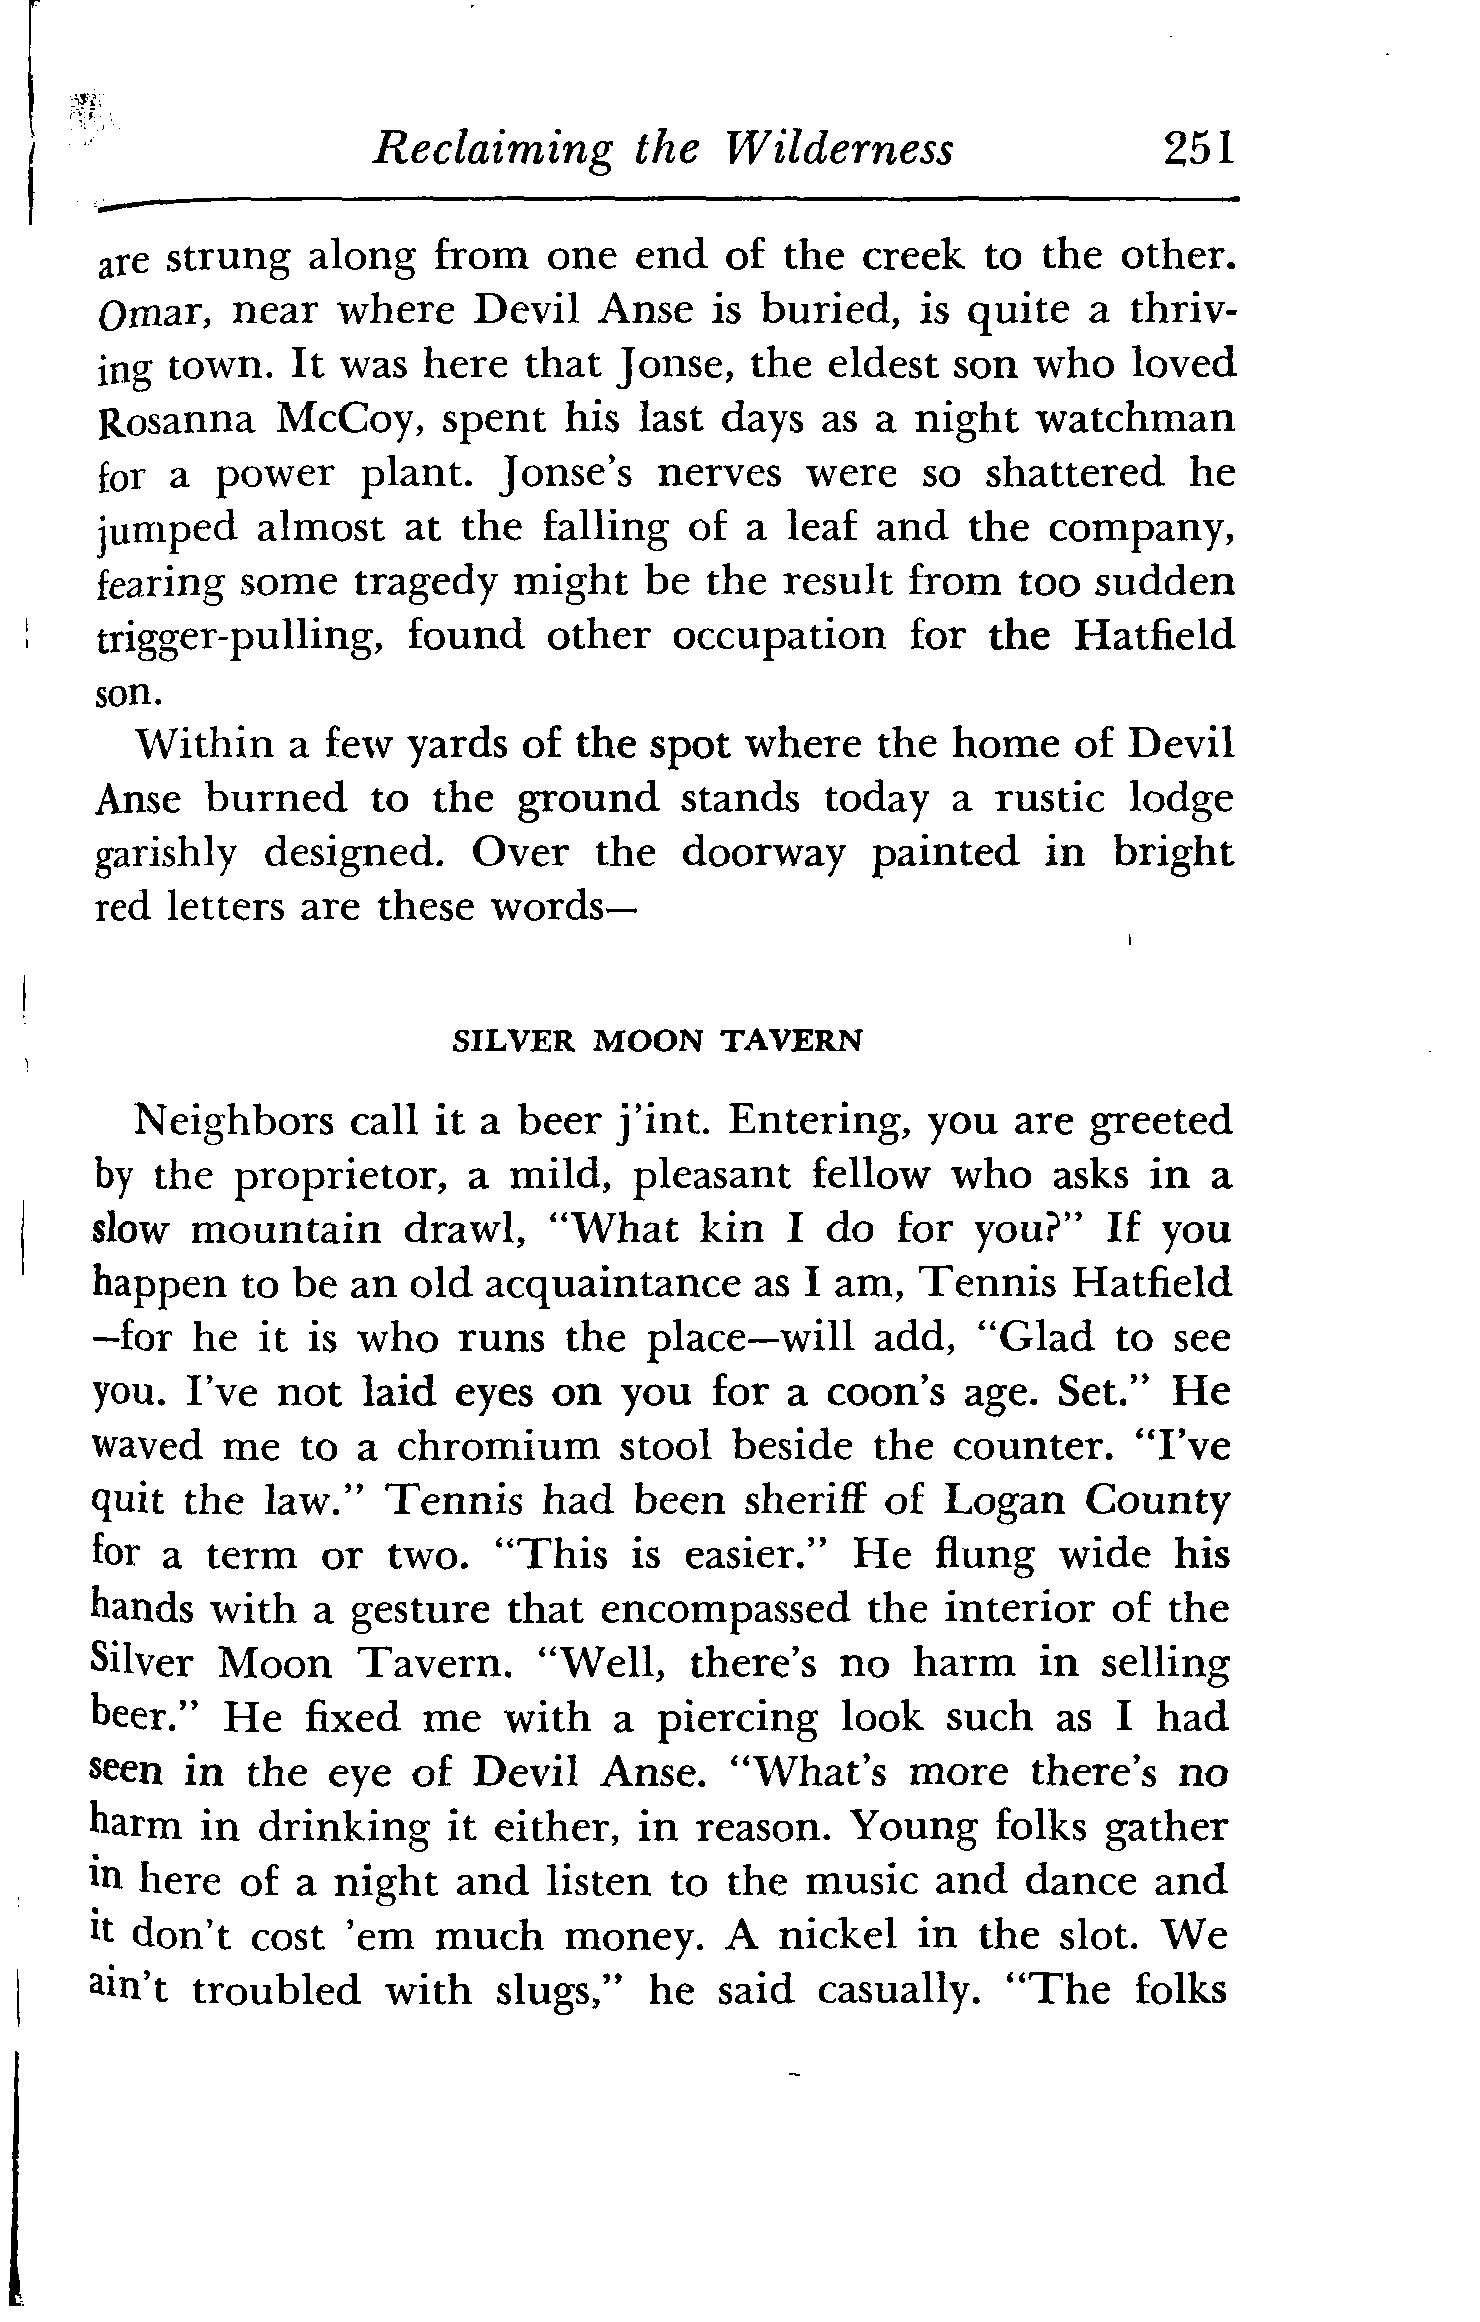 Reclaiming the Wilderness 251
are strung along from one end of the creek to the other.
Omar, near where Devil Anse is buried, is quite a thriv-
ing town. It was here that Jonse, the eldest son who loved
Rosanna McCoy, spent his last days as a night watchman
for a power plant. Jonse's nerves were so shattered he
jumped almost at the falling of a leaf and the company,
fearing some tragedy might be the result from too sudden
trigger-pulling, found other occupation for the Hatfield
son.
Within a few yards of the spot where the home of Devil
Anse burned to the ground stands today a rustic lodge
garishly designed. Over the doorway painted in bright
red letters are these words—
SILVER MOON TAVERN
Neighbors call it a beer j'int. Entering, you are greeted
by the proprietor, a mild, pleasant fellow who asks in a
slow mountain drawl, "What kin I do for you?" If you
happen to be an old acquaintance as I am, Tennis Hatfield
—for he it is who runs the place—will add, "Glad to see
you. I've not laid eyes on you for a coon's age. Set." He
waved me to a chromium stool beside the counter. "I've
quit the law." Tennis had been sheriff of Logan County
for a term or two. "This is easier." He flung wide his
hands with a gesture that encompassed the interior of the
Silver Moon Tavern. "Well, there's no harm in selling
beer." He fixed me with a piercing look such as I had
seen in the eye of Devil Anse. "What's more there's no
harm in drinking it either, in reason. Young folks gather
in here of a night and listen to the music and dance and
it don't cost 'em much money. A nickel in the slot. We
ain't troubled with slugs," he said casually. "The folks